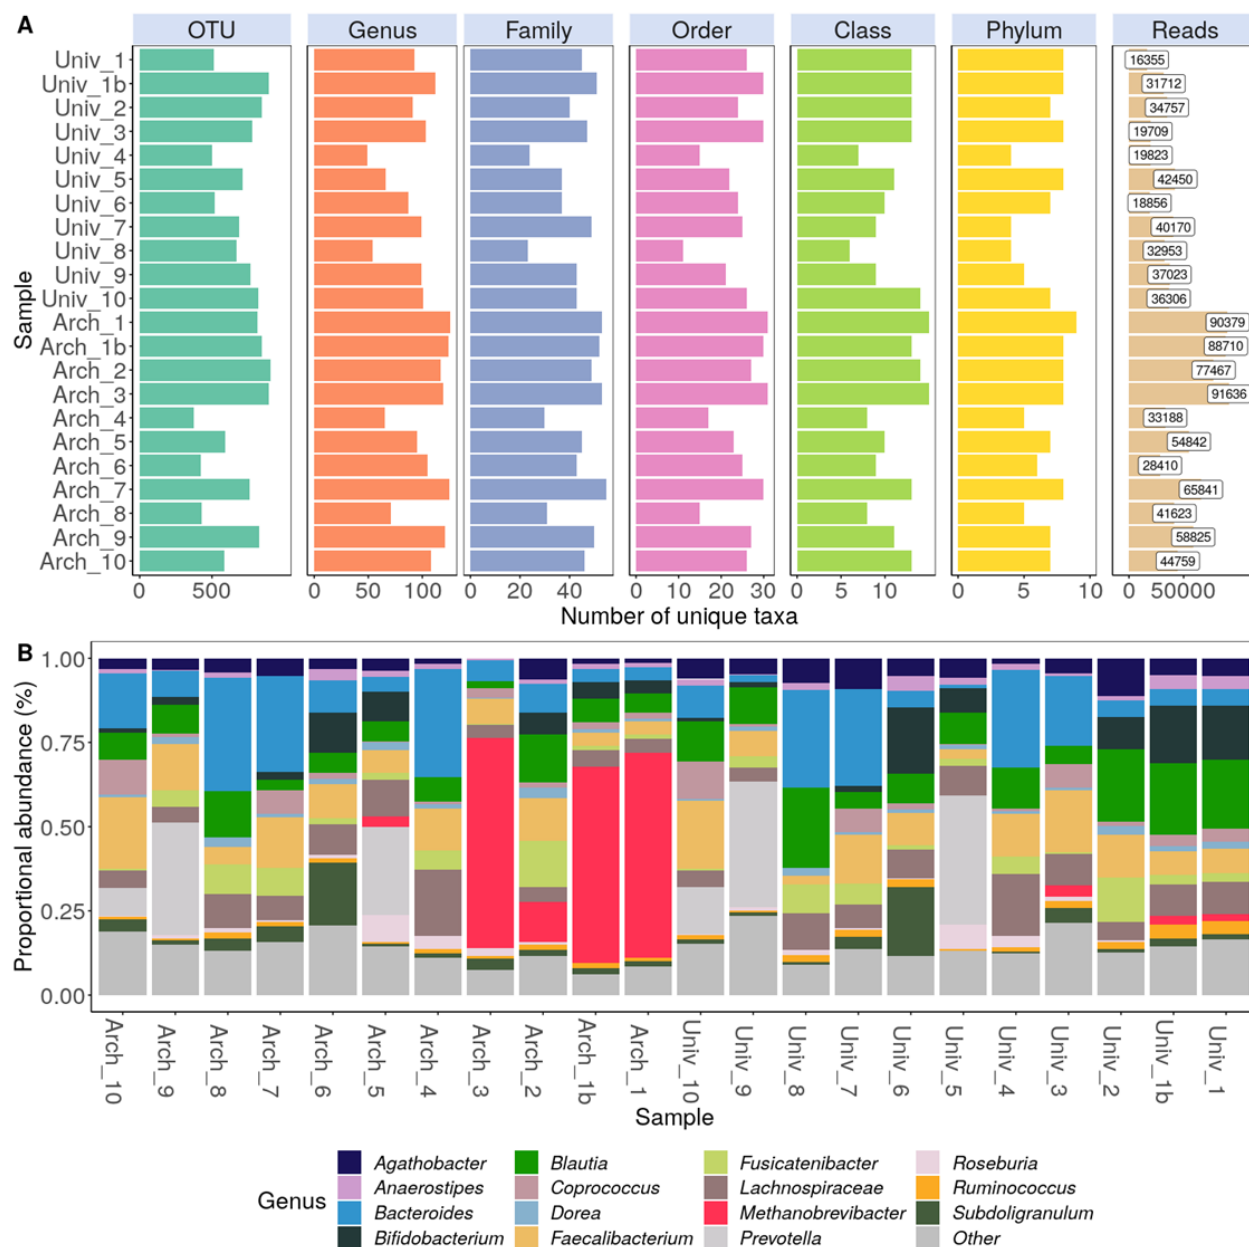 A
OTU Genus Family Order Class Phylum Reads
Sample
Univ_1 16355
Univ_1b 31712
Univ_2 34757
Univ_3 19709
Univ_4 19823
Univ_5 42450
Univ_6 18856
Univ_7 40170
Univ_8 32953
Univ_9 37023
Univ_10 36306
Arch_1 90379
Arch_1b 88710
Arch_2 77467
Arch_3 91636
Arch_4 33188
Arch_5 54842
Arch_6 28410
Arch_7 65841
Arch_8 41623
Arch_9 58825
Arch_10 44759
0 500 0 50 100 0 20 40 0 10 20 30 0 5 10 0 5 10 0 50000
Number of unique taxa
B
Proportional abundance (%)
1.00
0.75
0.50
0.25
0.00
Arch_10 Arch_9 Arch_8 Arch_7 Arch_6 Arch_5 Arch_4 Arch_3 Arch_2 Arch_1b Arch_1 Univ_10 Univ_9 Univ_8 Univ_7 Univ_6 Univ_5 Univ_4 Univ_3 Univ_2 Univ_1b Univ_1
Sample
Genus
Agathobacter Blautia Fusicatenibacter Roseburia
Anaerostipes Coprococcus Lachnospiraceae Ruminococcus
Bacteroides Dorea Methanobrevibacter Subdoligranulum
Bifidobacterium Faecalibacterium Prevotella Other